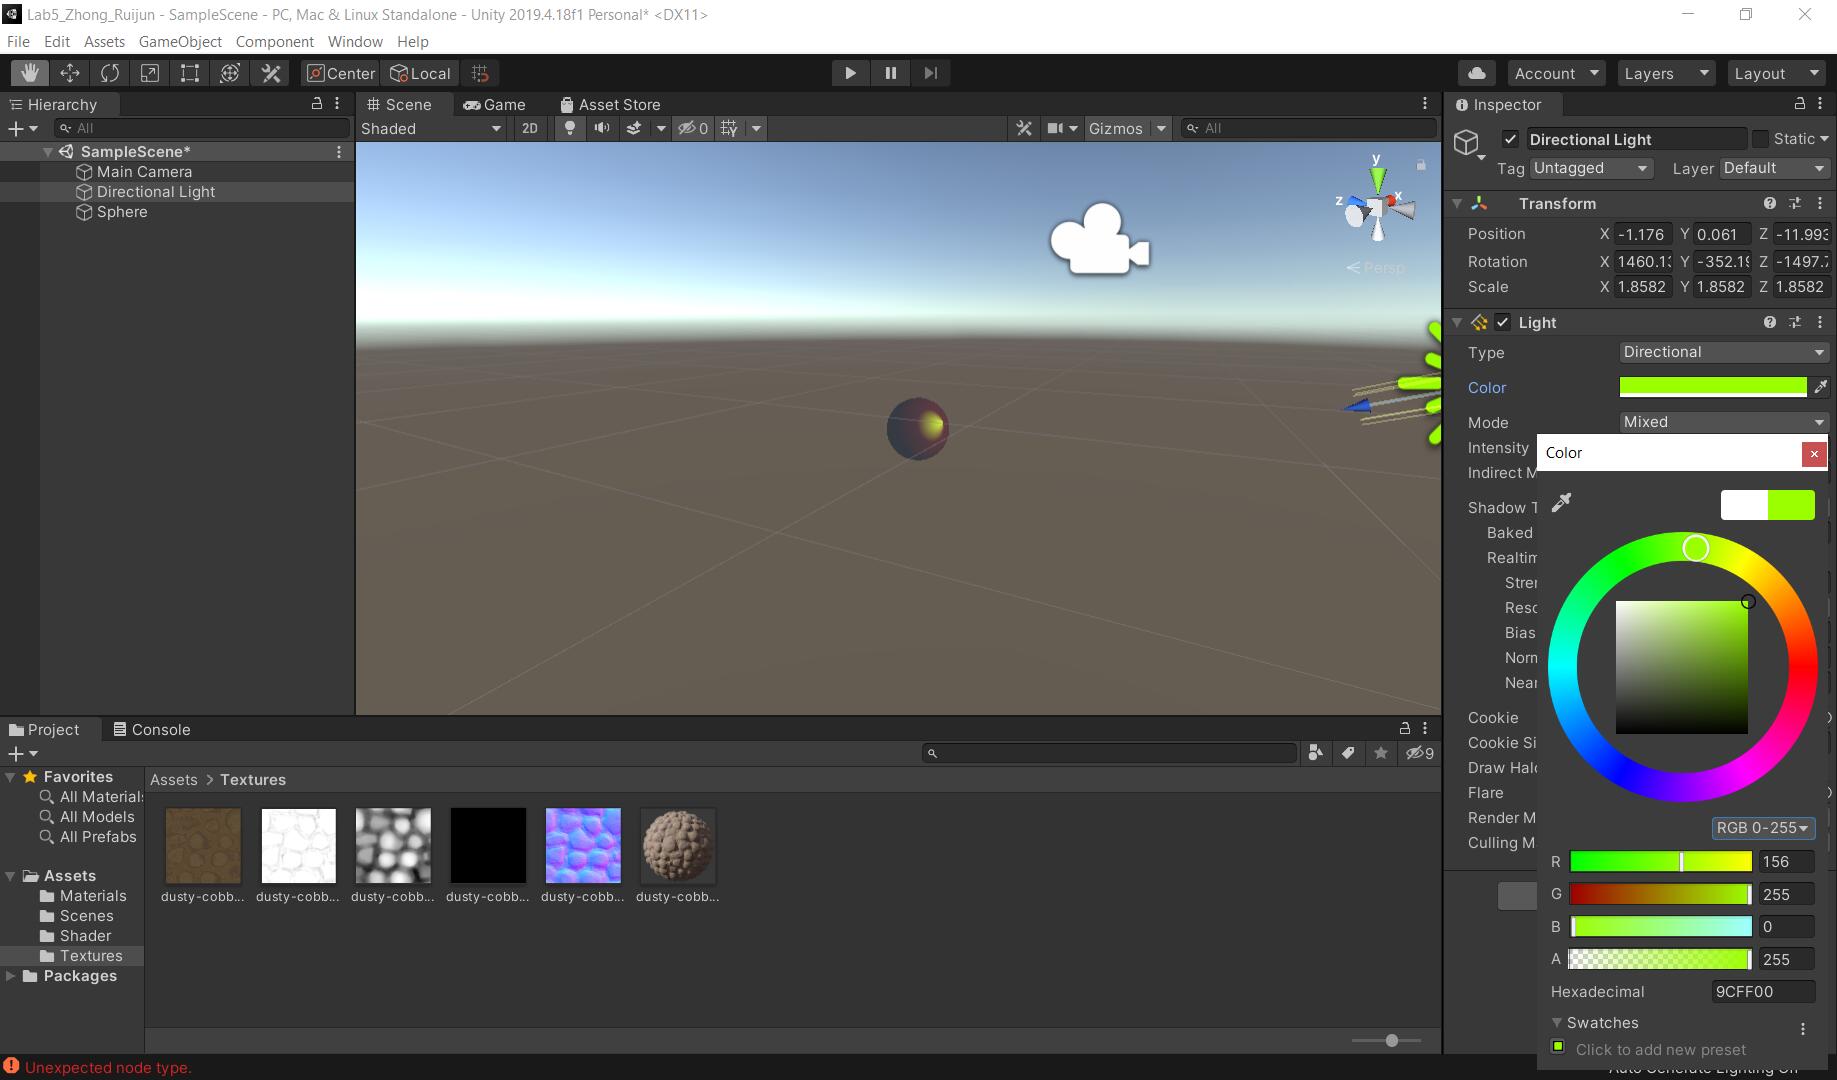 Lab5_Zhong_Ruijun - SampleScene - PC, Mac & Linux Standalone - Unity 2019.4.18f1 Personal* <DX11>
File Edit Assets GameObject Component Window Help
Center Local Account Layers Layout
Hierarchy
All
SampleScene*
Main Camera
Directional Light
Sphere
Scene Game Asset Store
Shaded 2D 0 Gizmos All
y
z x
Persp
Inspector
Directional Light Static
Tag Untagged Layer Default
Transform
Position X -1.176 Y 0.061 Z -11.993
Rotation X 1460.1 Y -352.19 Z -1497.7
Scale X 1.8582 Y 1.8582 Z 1.8582
Light
Type Directional
Color
Mode Mixed
Intensity
Indirect M
Shadow T
Baked
Realtim
Strer
Resc
Bias
Norn
Near
Cookie
Cookie Si
Draw Halo
Flare
Render M
Culling M
Color
RGB 0-255
R 156
G 255
B 0
A 255
Hexadecimal 9CFF00
Swatches
Click to add new preset
Project Console
9
Favorites
All Materials
All Models
All Prefabs
Assets
Materials
Scenes
Shader
Textures
Packages
Assets > Textures
dusty-cobb... dusty-cobb... dusty-cobb... dusty-cobb... dusty-cobb... dusty-cobb...
Unexpected node type.
Auto Generate Lighting Off